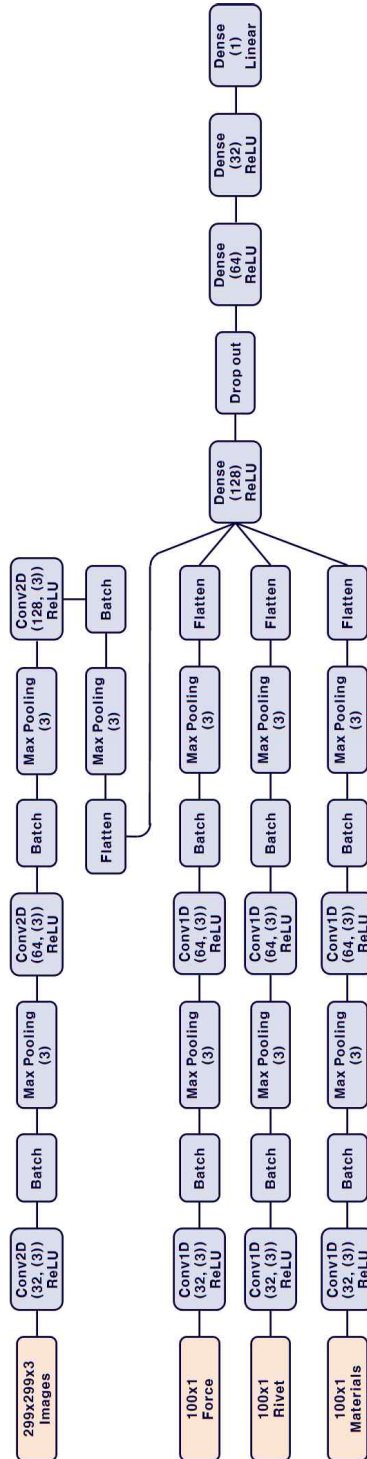 299x299x3
Images
Conv2D
(32, (3))
ReLU
Batch
Max Pooling
(3)
Conv2D
(64, (3))
ReLU
Batch
Max Pooling
(3)
Conv2D
(128, (3))
ReLU
Batch
Max Pooling
(3)
Flatten
100x1
Force
Conv1D
(32, (3))
ReLU
Batch
Max Pooling
(3)
Conv1D
(64, (3))
ReLU
Batch
Max Pooling
(3)
Flatten
100x1
Rivet
Conv1D
(32, (3))
ReLU
Batch
Max Pooling
(3)
Conv1D
(64, (3))
ReLU
Batch
Max Pooling
(3)
Flatten
100x1
Materials
Conv1D
(32, (3))
ReLU
Batch
Max Pooling
(3)
Conv1D
(64, (3))
ReLU
Batch
Max Pooling
(3)
Flatten
Dense
(128)
ReLU
Drop out
Dense
(64)
ReLU
Dense
(32)
ReLU
Dense
(1)
Linear